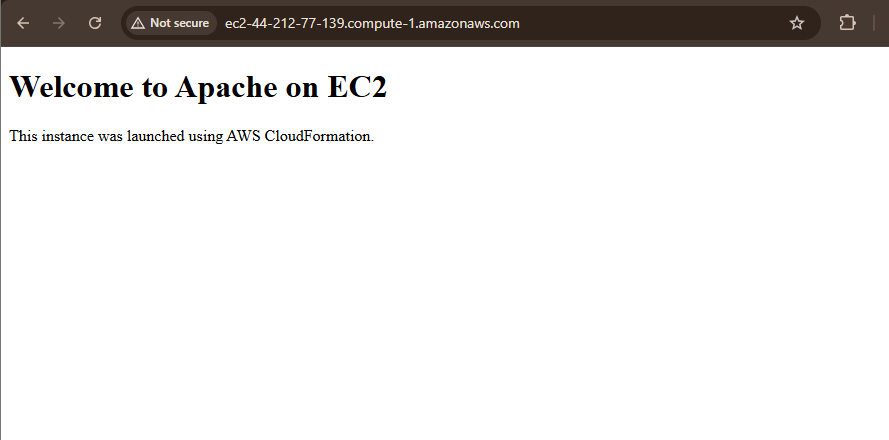 Not secure ec2-44-212-77-139.compute-1.amazonaws.com
Welcome to Apache on EC2
This instance was launched using AWS CloudFormation.